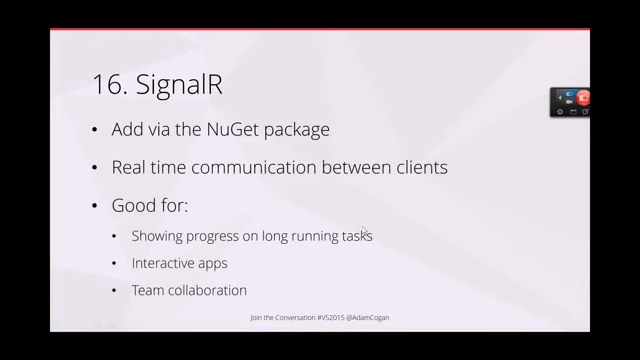 16. SignalR
• Add via the NuGet package
• Real time communication between clients
• Good for:
• Showing progress on long running tasks
• Interactive apps
• Team collaboration
Join the Conversation #VS2015 @AdamCogan